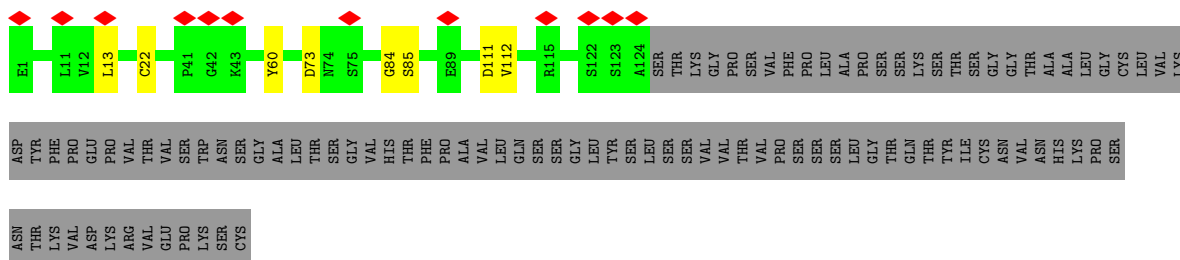 E1 L11 V12 L13 C22 P41 G42 K43 Y60 D73 N74 S75 G84 S85 E89 D111 V112 R115 S122 S123 A124 SER THR LYS GLY PRO SER VAL PHE PRO LEU ALA PRO SER SER LYS SER THR SER GLY GLY THR ALA ALA LEU GLY CYS LEU VAL LYS
ASP TYR PHE PRO GLU PRO VAL THR VAL SER TRP ASN SER GLY ALA LEU THR SER GLY VAL HIS THR PHE PRO ALA VAL LEU GLN SER SER GLY LEU TYR SER LEU SER SER VAL VAL THR VAL PRO SER SER SER LEU GLY THR GLN THR TYR ILE CYS ASN VAL ASN HIS LYS PRO SER
ASN THR LYS VAL ASP LYS ARG VAL GLU PRO LYS SER CYS